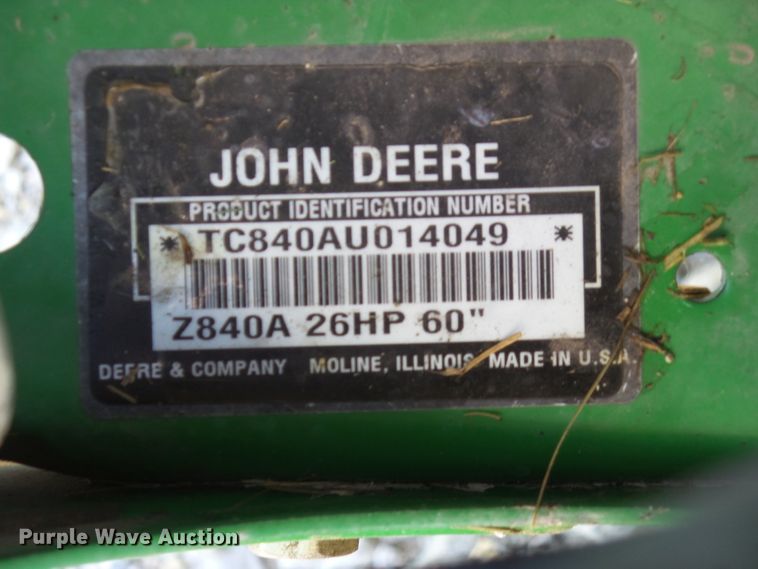 JOHN DEERE
PRODUCT IDENTIFICATION NUMBER
* TC840AU014049 *
Z840A 26HP 60"
DEERE & COMPANY MOLINE, ILLINOIS MADE IN U.S.A.
Purple Wave Auction